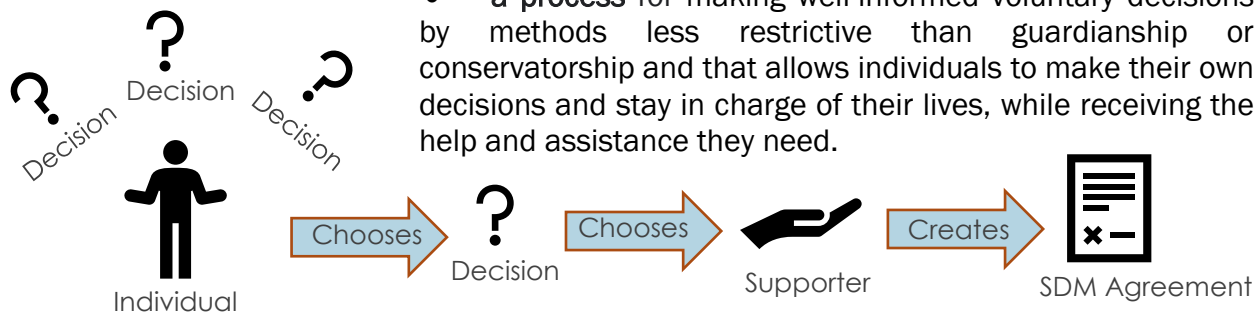 • a process for making well-informed voluntary decisions
by methods less restrictive than guardianship or
conservatorship and that allows individuals to make their own
decisions and stay in charge of their lives, while receiving the
help and assistance they need.
?
?
?
Decision
Decision
Decision
Individual
Chooses
?
Decision
Chooses
Supporter
Creates
SDM Agreement